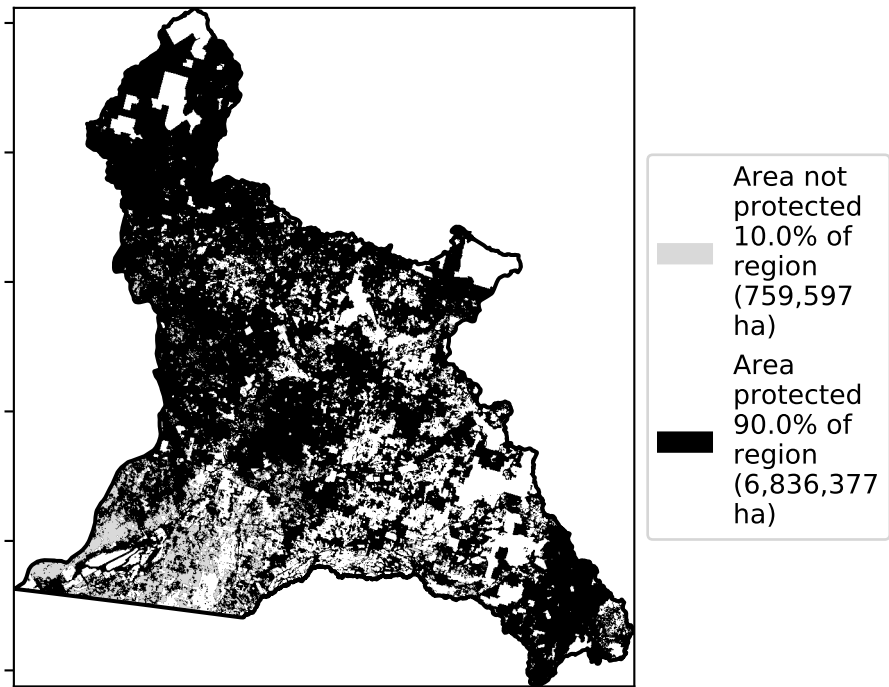 Area not
protected
10.0% of
region
(759,597
ha)
Area
protected
90.0% of
region
(6,836,377
ha)